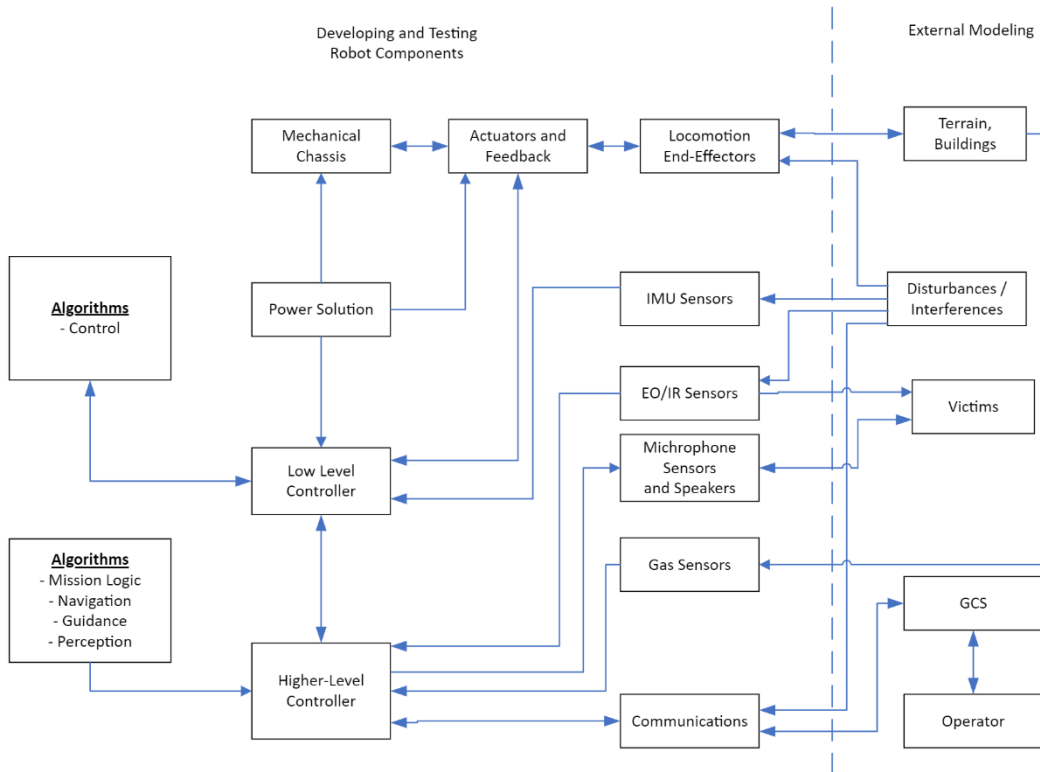 Developing and Testing
Robot Components
External Modeling
Mechanical
Chassis
Actuators and
Feedback
Locomotion
End-Effectors
Terrain,
Buildings
Algorithms
- Control
Power Solution
IMU Sensors
Disturbances /
Interferences
EO/IR Sensors
Victims
Low Level
Controller
Michrophone
Sensors
and Speakers
Algorithms
- Mission Logic
- Navigation
- Guidance
- Perception
Gas Sensors
GCS
Higher-Level
Controller
Communications
Operator